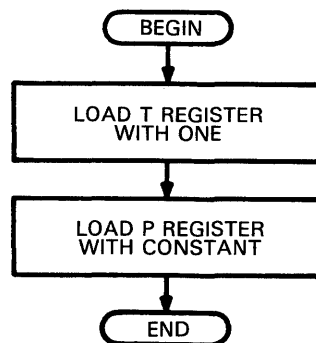 BEGIN
LOAD T REGISTER
WITH ONE
LOAD P REGISTER
WITH CONSTANT
END